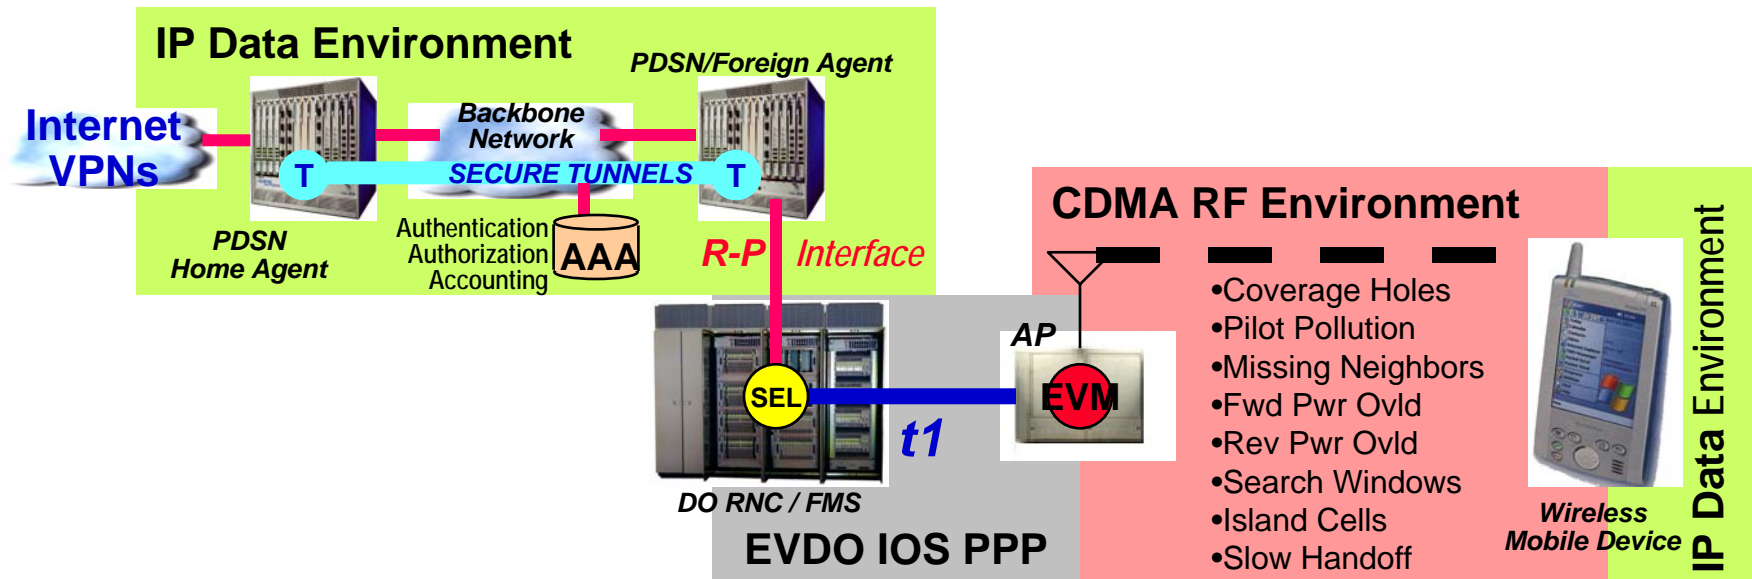 IP Data Environment
PDSN/Foreign Agent
Internet
VPNs
Backbone
Network
T
SECURE TUNNELS
T
PDSN
Home Agent
Authentication
Authorization
Accounting
AAA
R-P Interface
CDMA RF Environment
•Coverage Holes
•Pilot Pollution
•Missing Neighbors
•Fwd Pwr Ovld
•Rev Pwr Ovld
•Search Windows
•Island Cells
•Slow Handoff
AP
EVM
SEL
t1
DO RNC / FMS
EVDO IOS PPP
Wireless
Mobile Device
IP Data Environment